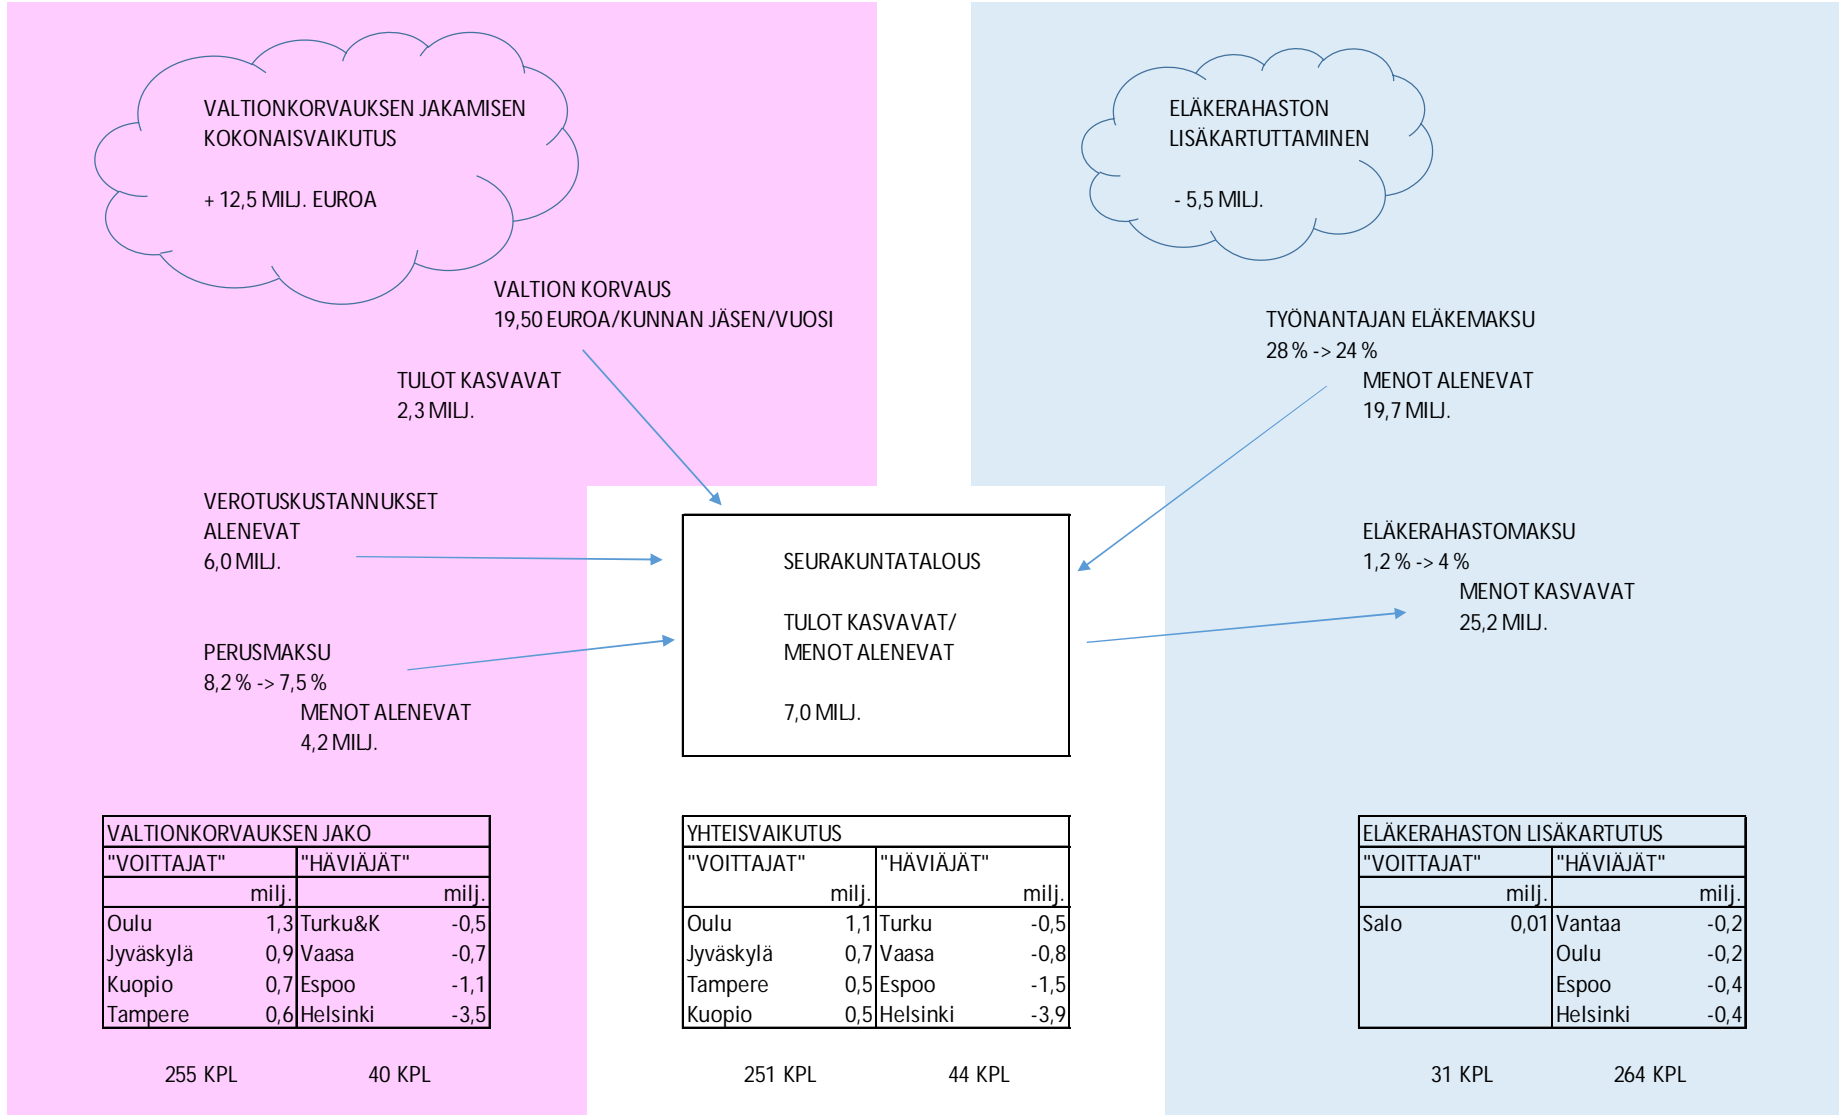 VALTIONKORVAUKSEN JAKAMISEN
KOKONAISVAIKUTUS
+ 12,5 MILJ. EUROA
ELÄKERAHASTON
LISÄKARTUTTAMINEN
- 5,5 MILJ.
VALTION KORVAUS
19,50 EUROA/KUNNAN JÄSEN/VUOSI
TULOT KASVAVAT
2,3 MILJ.
TYÖNANTAJAN ELÄKEMAKSU
28 % -> 24 %
MENOT ALENEVAT
19,7 MILJ.
VEROTUSKUSTANNUKSET
ALENEVAT
6,0 MILJ.
PERUSMAKSU
8,2 % -> 7,5 %
MENOT ALENEVAT
4,2 MILJ.
SEURAKUNTATALOUS
TULOT KASVAVAT/
MENOT ALENEVAT
7,0 MILJ.
ELÄKERAHASTOMAKSU
1,2 % -> 4 %
MENOT KASVAVAT
25,2 MILJ.
VALTIONKORVAUKSEN JAKO
"VOITTAJAT" "HÄVIÄJÄT"
milj. milj.
Oulu 1,3 Turku&K -0,5
Jyväskylä 0,9 Vaasa -0,7
Kuopio 0,7 Espoo -1,1
Tampere 0,6 Helsinki -3,5
255 KPL 40 KPL
YHTEISVAIKUTUS
"VOITTAJAT" "HÄVIÄJÄT"
milj. milj.
Oulu 1,1 Turku -0,5
Jyväskylä 0,7 Vaasa -0,8
Tampere 0,5 Espoo -1,5
Kuopio 0,5 Helsinki -3,9
251 KPL 44 KPL
ELÄKERAHASTON LISÄKARTUTUS
"VOITTAJAT" "HÄVIÄJÄT"
milj. milj.
Salo 0,01 Vantaa -0,2
Oulu -0,2
Espoo -0,4
Helsinki -0,4
31 KPL 264 KPL